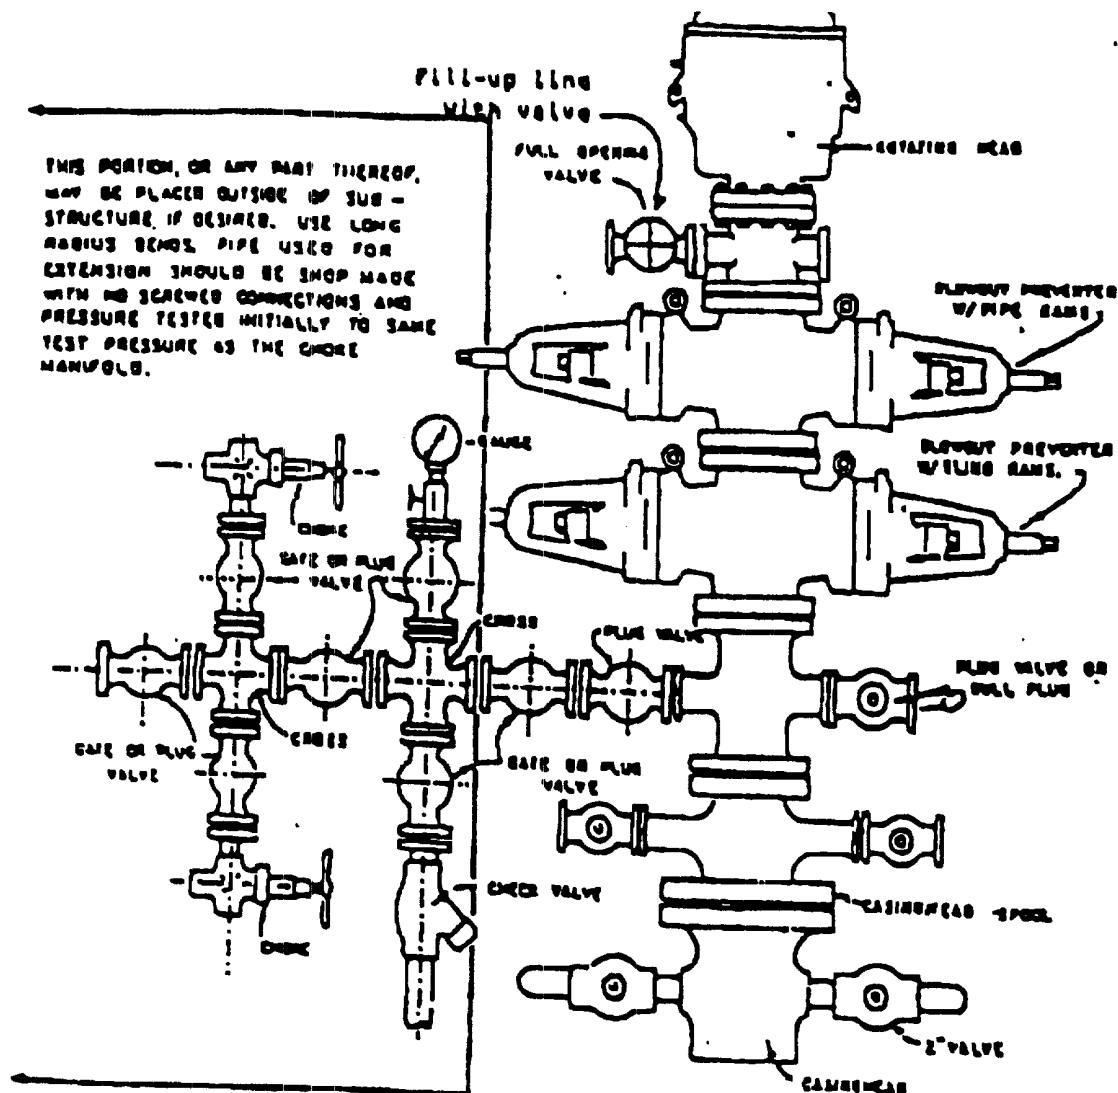 Fill-up line
with valve
FULL OPENING
VALVE
ROTATING HEAD
THIS PORTION, OR ANY PART THEREOF,
MAY BE PLACED OUTSIDE OF SUB-
STRUCTURE IF DESIRED. USE LONG
RADIUS BENDS. PIPE USED FOR
EXTENSION SHOULD BE SHOP MADE
WITH NO SCREWED CONNECTIONS AND
PRESSURE TESTED INITIALLY TO SAME
TEST PRESSURE AS THE CHOKE
MANIFOLD.
BLOWOUT PREVENTER
W/PIPE RAMS.
GAUGE
BLOWOUT PREVENTER
RAMS.
CHOKE
GATE OR PLUG
VALVE
CROSS
PLUG VALVE
PLUG VALVE OR
BULL PLUG
CROSS
GATE OR PLUG
VALVE
GATE OR PLUG
VALVE
CHECK VALVE
CASINGHEAD SPOOL
CHOKE
2" VALVE
CASINGHEAD